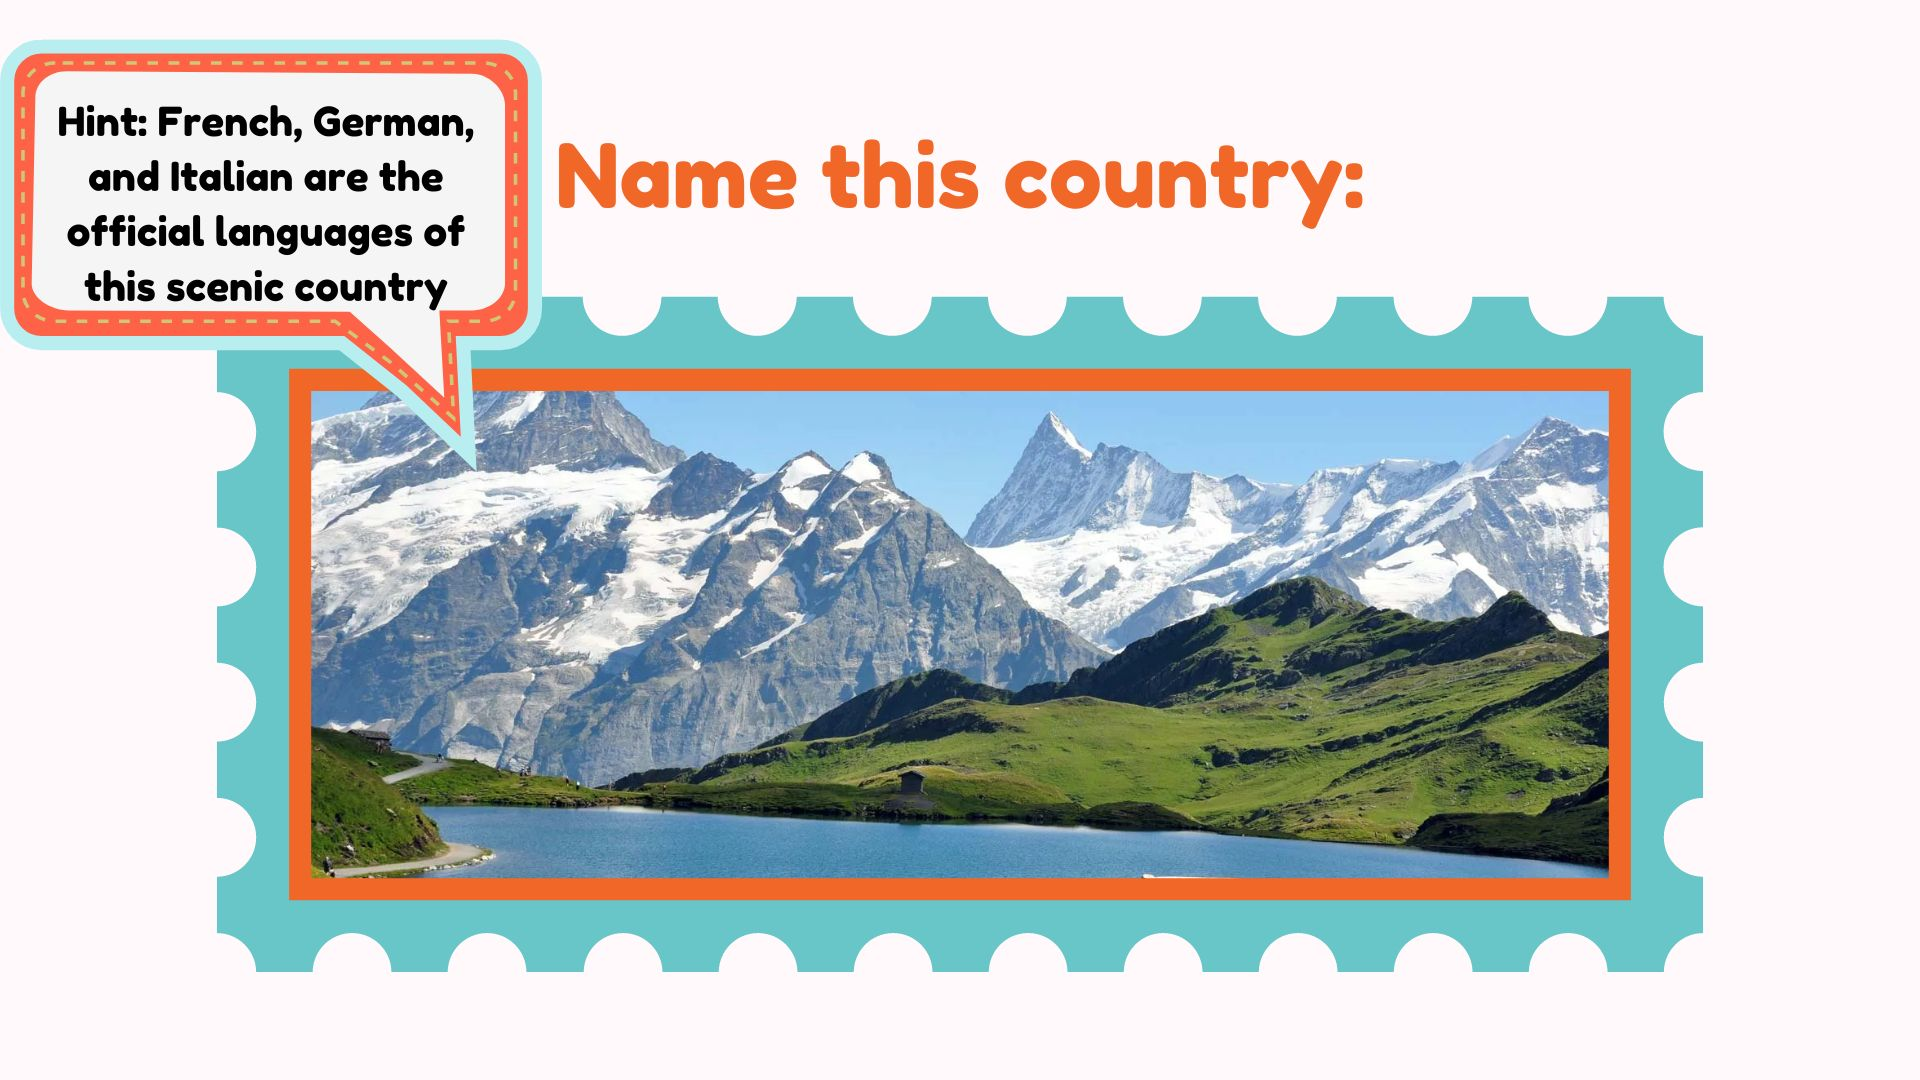 Hint: French, German,
and Italian are the
official languages of
this scenic country
Name this country: